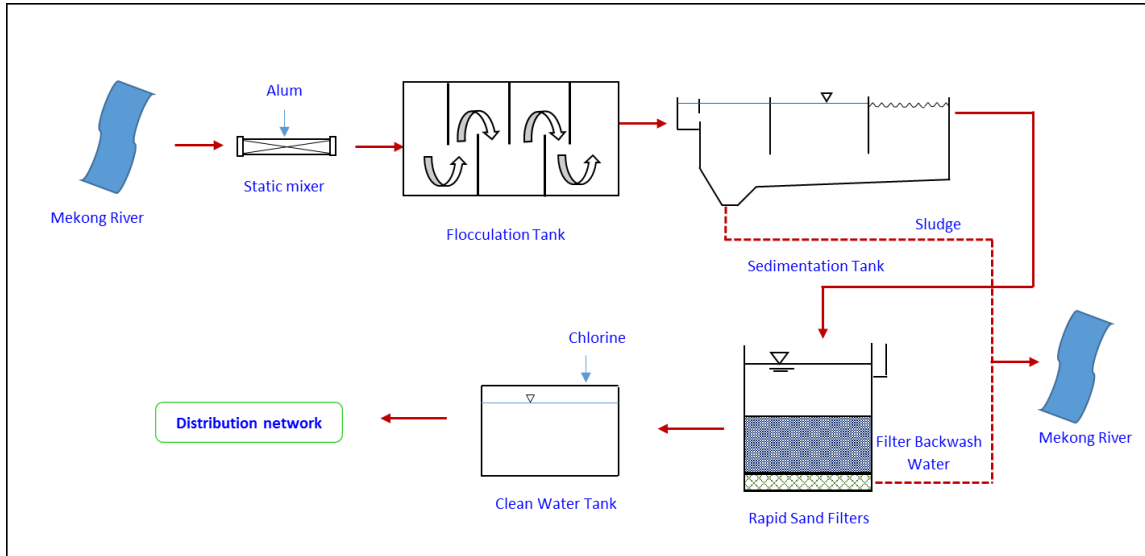 Alum
Static mixer
Mekong River
Flocculation Tank
Sludge
Sedimentation Tank
Chlorine
Distribution network
Clean Water Tank
Filter Backwash
Water
Rapid Sand Filters
Mekong River